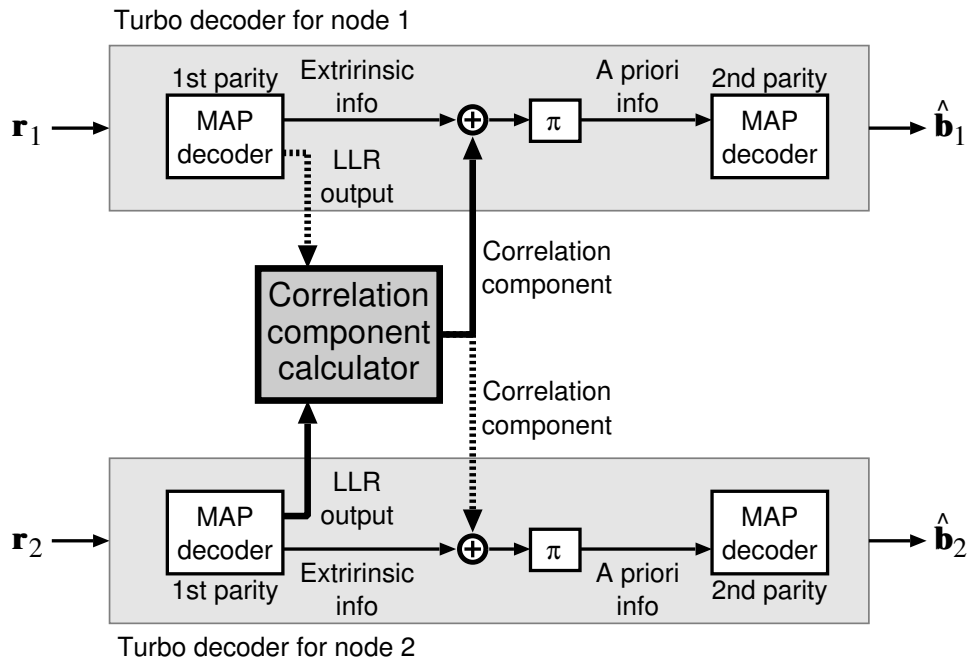 Turbo decoder for node 1
1st parity
Extririnsic
info
A priori
info
2nd parity
r1
MAP
decoder
+
π
MAP
decoder
b̂1
LLR
output
Correlation
component
Correlation
component
calculator
Correlation
component
LLR
output
r2
MAP
decoder
+
π
MAP
decoder
b̂2
1st parity
Extririnsic
info
A priori
info
2nd parity
Turbo decoder for node 2